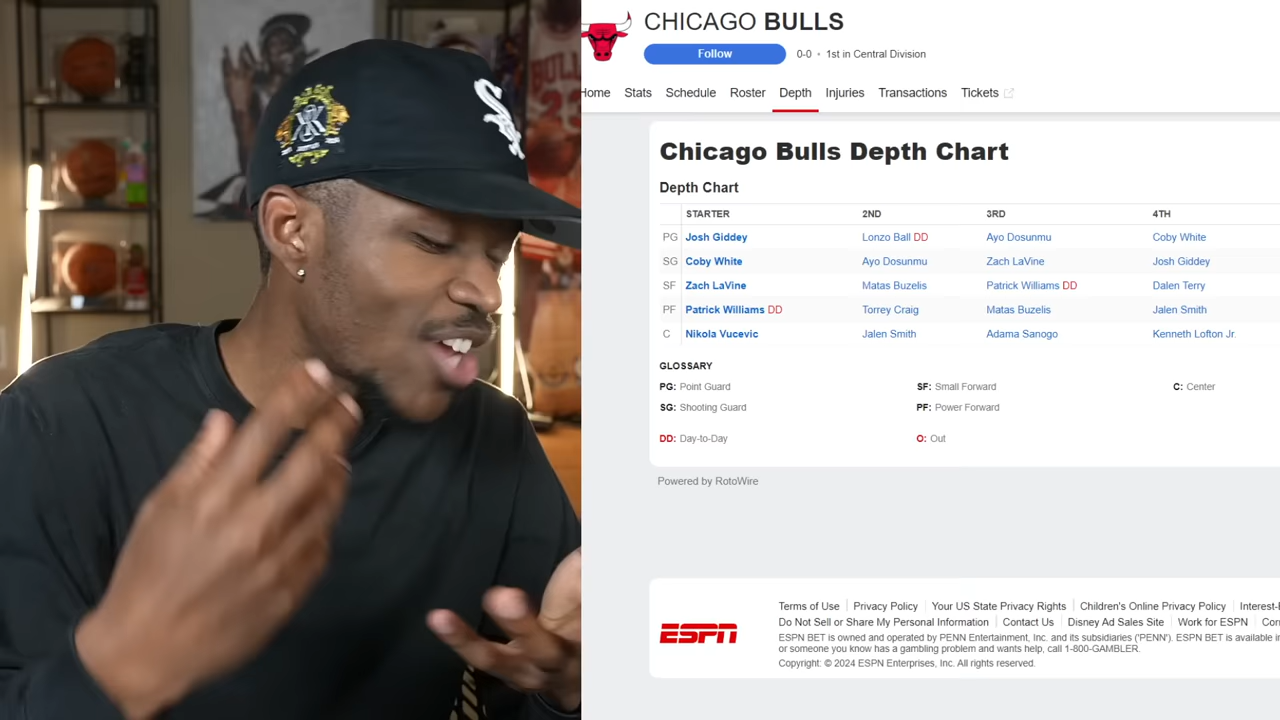 CHICAGO BULLS
Follow 0-0 • 1st in Central Division
Home Stats Schedule Roster Depth Injuries Transactions Tickets
Chicago Bulls Depth Chart
Depth Chart
STARTER 2ND 3RD 4TH
PG Josh Giddey Lonzo Ball DD Ayo Dosunmu Coby White
SG Coby White Ayo Dosunmu Zach LaVine Josh Giddey
SF Zach LaVine Matas Buzelis Patrick Williams DD Dalen Terry
PF Patrick Williams DD Torrey Craig Matas Buzelis Jalen Smith
C Nikola Vucevic Jalen Smith Adama Sanogo Kenneth Lofton Jr.
GLOSSARY
PG: Point Guard SF: Small Forward C: Center
SG: Shooting Guard PF: Power Forward
DD: Day-to-Day O: Out
Powered by RotoWire
ESPN
Terms of Use Privacy Policy Your US State Privacy Rights Children's Online Privacy Policy Interest-
Do Not Sell or Share My Personal Information Contact Us Disney Ad Sales Site Work for ESPN
ESPN BET is owned and operated by PENN Entertainment, Inc. and its subsidiaries ('PENN'). ESPN BET is available
or someone you know has a gambling problem and wants help, call 1-800-GAMBLER.
Copyright: © 2024 ESPN Enterprises, Inc. All rights reserved.
BULLS
23
Sox